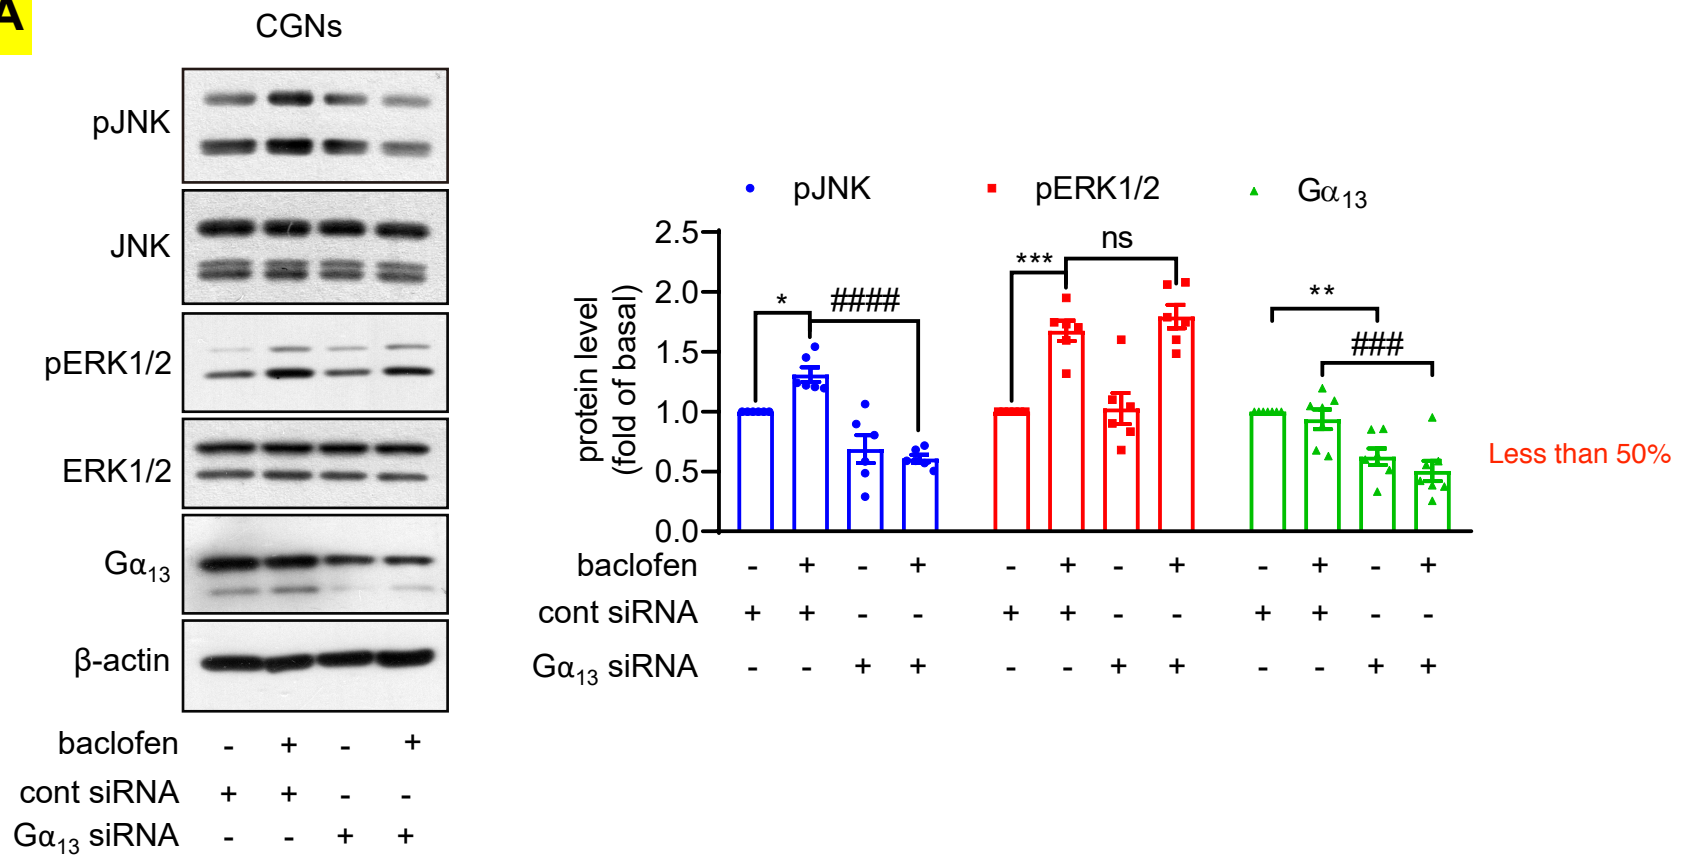 A
CGNs
pJNK
JNK
pERK1/2
ERK1/2
Gα13
β-actin
baclofen - + - +
cont siRNA + + - -
Gα13 siRNA - - + +
pJNK pERK1/2 Gα13
protein level
(fold of basal)
2.5
2.0
1.5
1.0
0.5
0.0
* #### *** ns ** ###
Less than 50%
baclofen - + - + - + - + - + - +
cont siRNA + + - - + + - - + + - -
Gα13 siRNA - - + + - - + + - - + +